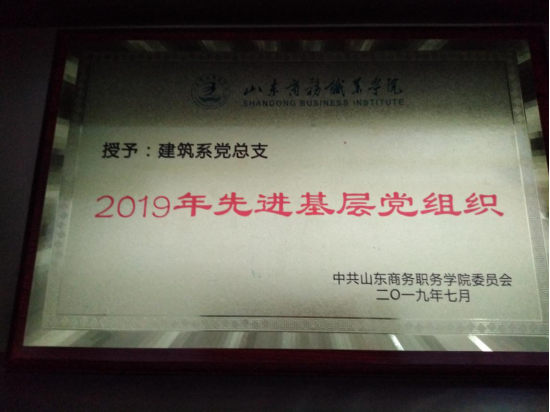 山东商务职业学院
SHANDONG BUSINESS INSTITUTE
授予：建筑系党总支
2019年先进基层党组织
中共山东商务职务学院委员会
二〇一九年七月